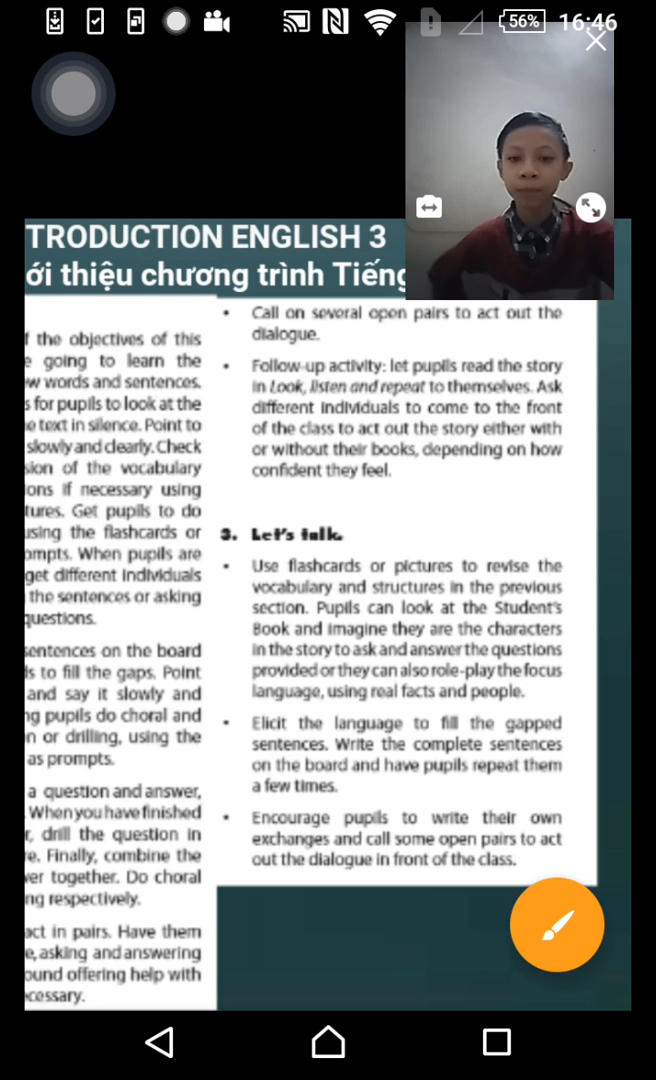 56% 16:46
TRODUCTION ENGLISH 3
ới thiệu chương trình Tiếng
f the objectives of this
going to learn the
w words and sentences.
s for pupils to look at the
e text in silence. Point to
slowly and clearly. Check
sion of the vocabulary
ons if necessary using
tures. Get pupils to do
using the flashcards or
ompts. When pupils are
get different individuals
the sentences or asking
questions.
sentences on the board
ls to fill the gaps. Point
and say it slowly and
ng pupils do choral and
n or drilling, using the
as prompts.
a question and answer,
. When you have finished
r, drill the question in
re. Finally, combine the
ver together. Do choral
ng respectively.
act in pairs. Have them
e, asking and answering
ound offering help with
cessary.
• Call on several open pairs to act out the
dialogue.
• Follow-up activity: let pupils read the story
in Look, listen and repeat to themselves. Ask
different individuals to come to the front
of the class to act out the story either with
or without their books, depending on how
confident they feel.
3. Let's talk.
• Use flashcards or pictures to revise the
vocabulary and structures in the previous
section. Pupils can look at the Student's
Book and imagine they are the characters
in the story to ask and answer the questions
provided or they can also role-play the focus
language, using real facts and people.
• Elicit the language to fill the gapped
sentences. Write the complete sentences
on the board and have pupils repeat them
a few times.
• Encourage pupils to write their own
exchanges and call some open pairs to act
out the dialogue in front of the class.